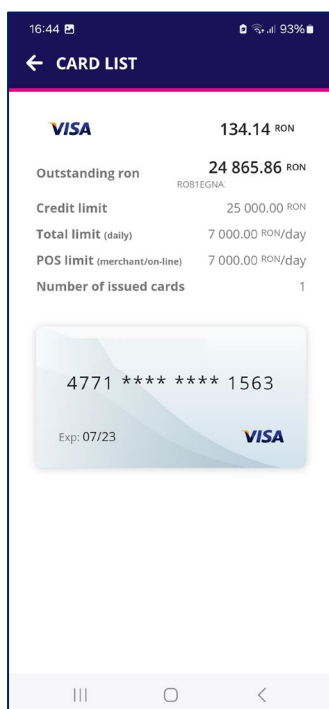 16:44 93%
CARD LIST
VISA 134.14 RON
Outstanding ron 24 865.86 RON
RO81EGNA
Credit limit 25 000.00 RON
Total limit (daily) 7 000.00 RON/day
POS limit (merchant/on-line) 7 000.00 RON/day
Number of issued cards 1
4771 **** **** 1563
Exp: 07/23 VISA